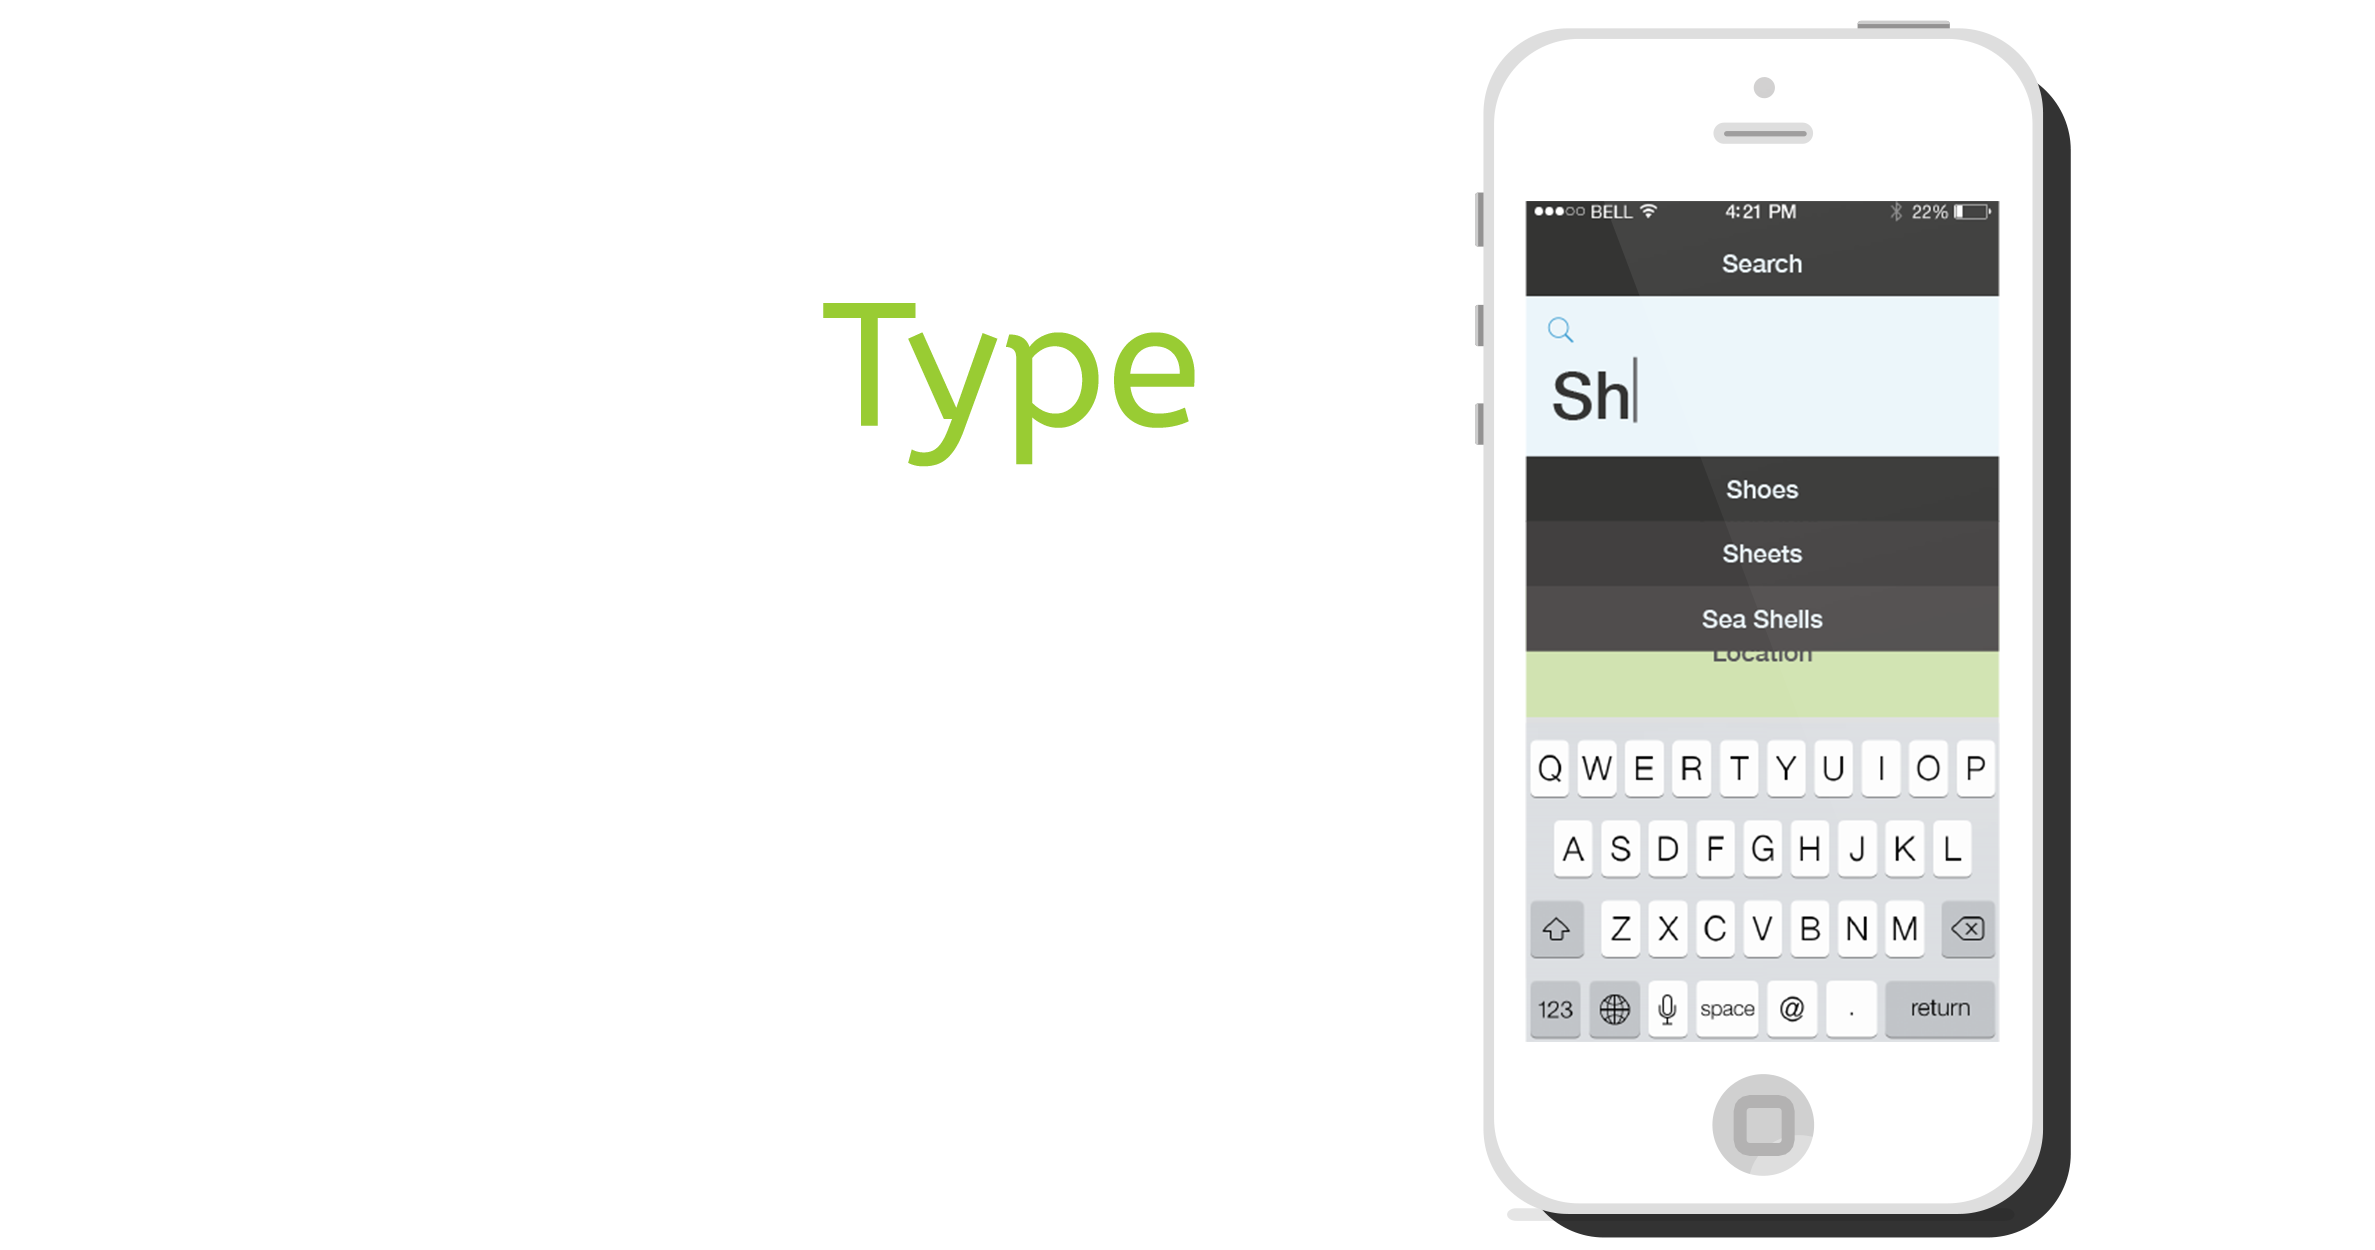 Type
BELL 4:21 PM 22%
Search
Sh
Shoes
Sheets
Sea Shells
Location
Q W E R T Y U I O P
A S D F G H J K L
Z X C V B N M
123 space @ . return